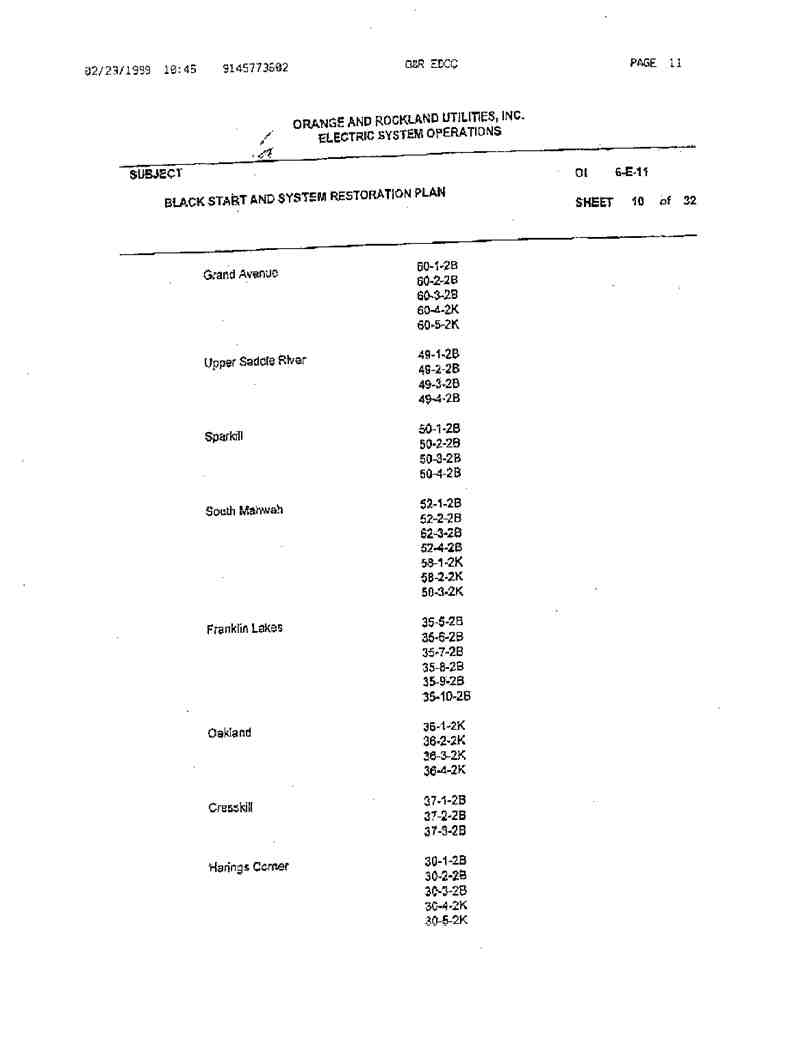 02/23/1999 10:45 9145773602 O&R EDCC PAGE 11
ORANGE AND ROCKLAND UTILITIES, INC.
ELECTRIC SYSTEM OPERATIONS
SUBJECT OI 6-E-11
BLACK START AND SYSTEM RESTORATION PLAN SHEET 10 of 32
Grand Avenue 60-1-2B
60-2-2B
60-3-2B
60-4-2K
60-5-2K
Upper Saddle River 49-1-2B
49-2-2B
49-3-2B
49-4-2B
Sparkill 50-1-2B
50-2-2B
50-3-2B
50-4-2B
South Mahwah 52-1-2B
52-2-2B
52-3-2B
52-4-2B
58-1-2K
58-2-2K
58-3-2K
Franklin Lakes 35-5-2B
35-6-2B
35-7-2B
35-8-2B
35-9-2B
35-10-2B
Oakland 36-1-2K
36-2-2K
36-3-2K
36-4-2K
Cresskill 37-1-2B
37-2-2B
37-3-2B
Harings Corner 30-1-2B
30-2-2B
30-3-2B
30-4-2K
30-5-2K